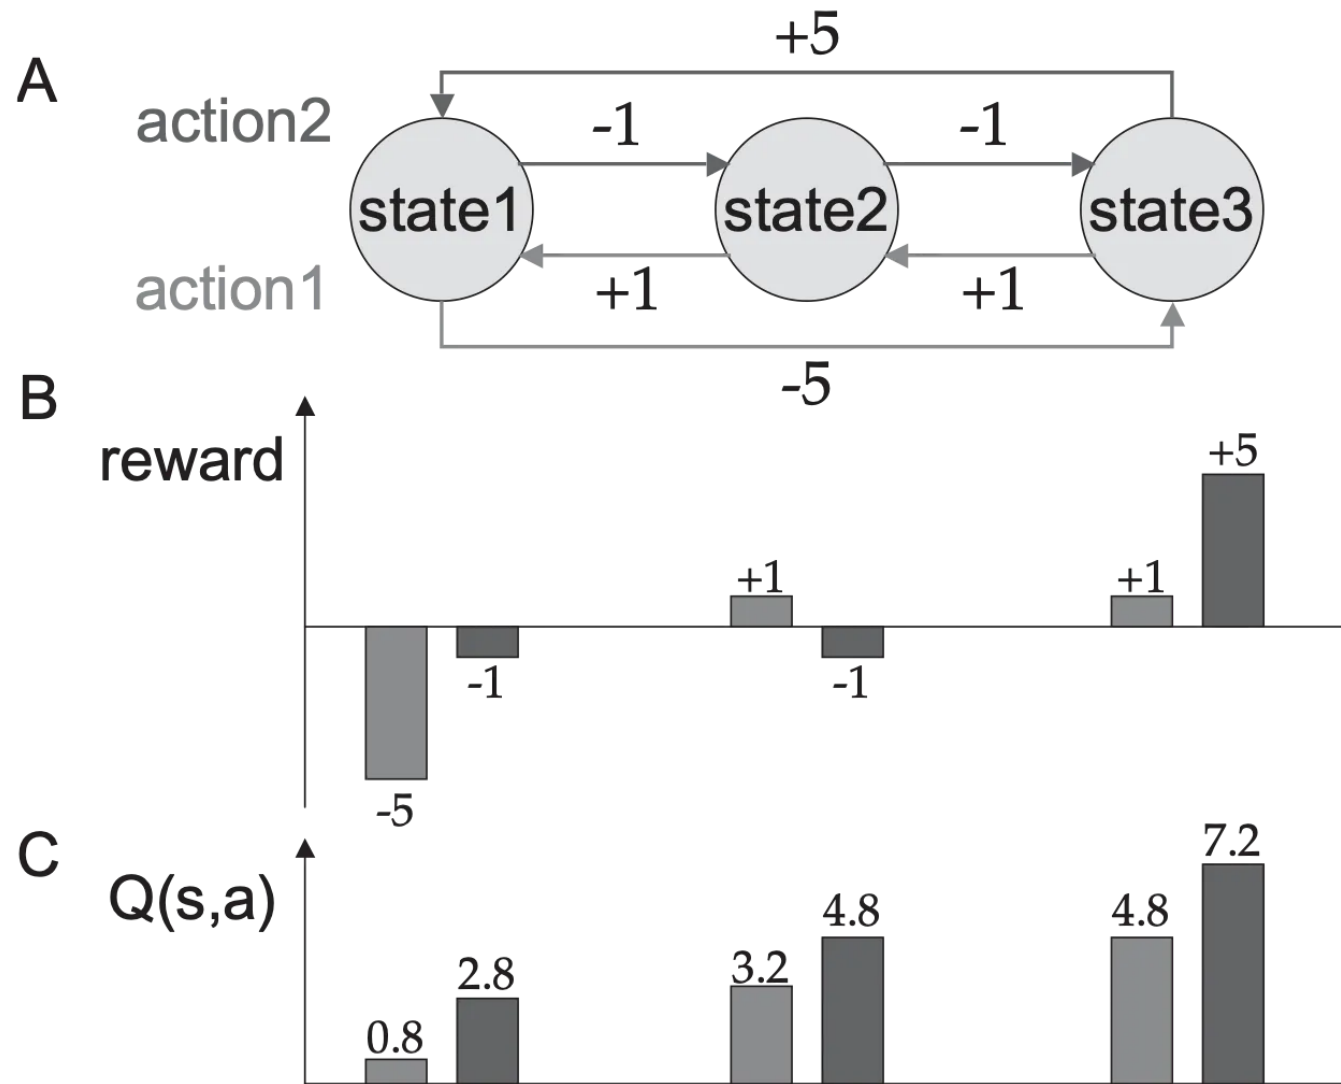 A
+5
action2
-1
-1
state1
state2
state3
action1
+1
+1
-5
B
reward
+5
+1
+1
-1
-1
-5
C
Q(s,a)
7.2
4.8
4.8
3.2
2.8
0.8